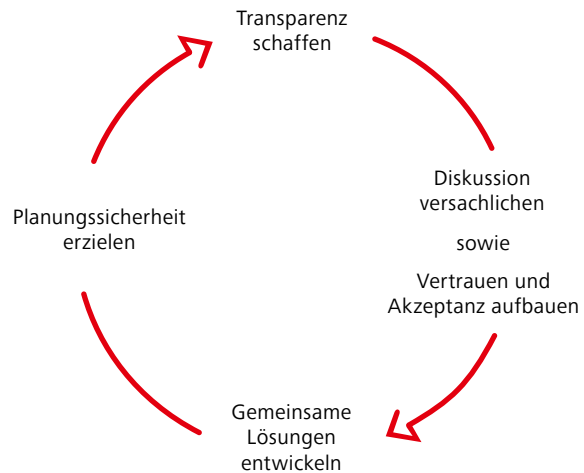 Transparenz
schaffen
Diskussion
versachlichen
sowie
Vertrauen und
Akzeptanz aufbauen
Gemeinsame
Lösungen
entwickeln
Planungssicherheit
erzielen